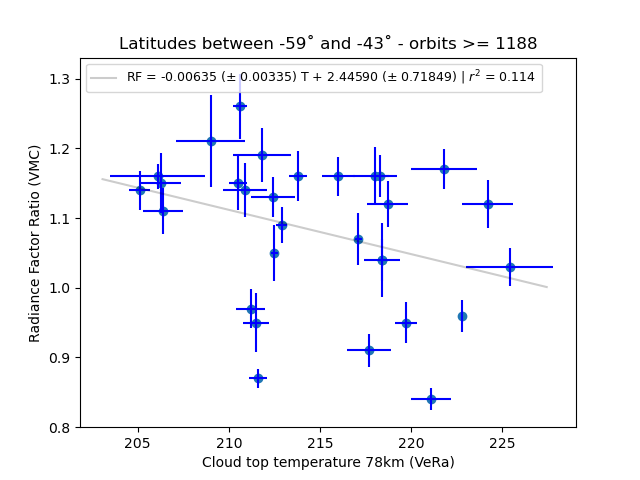 Latitudes between -59˚ and -43˚ - orbits >= 1188
RF = -0.00635 (± 0.00335) T + 2.44590 (± 0.71849) | r² = 0.114
1.3
1.2
1.1
1.0
0.9
0.8
Radiance Factor Ratio (VMC)
205 210 215 220 225
Cloud top temperature 78km (VeRa)